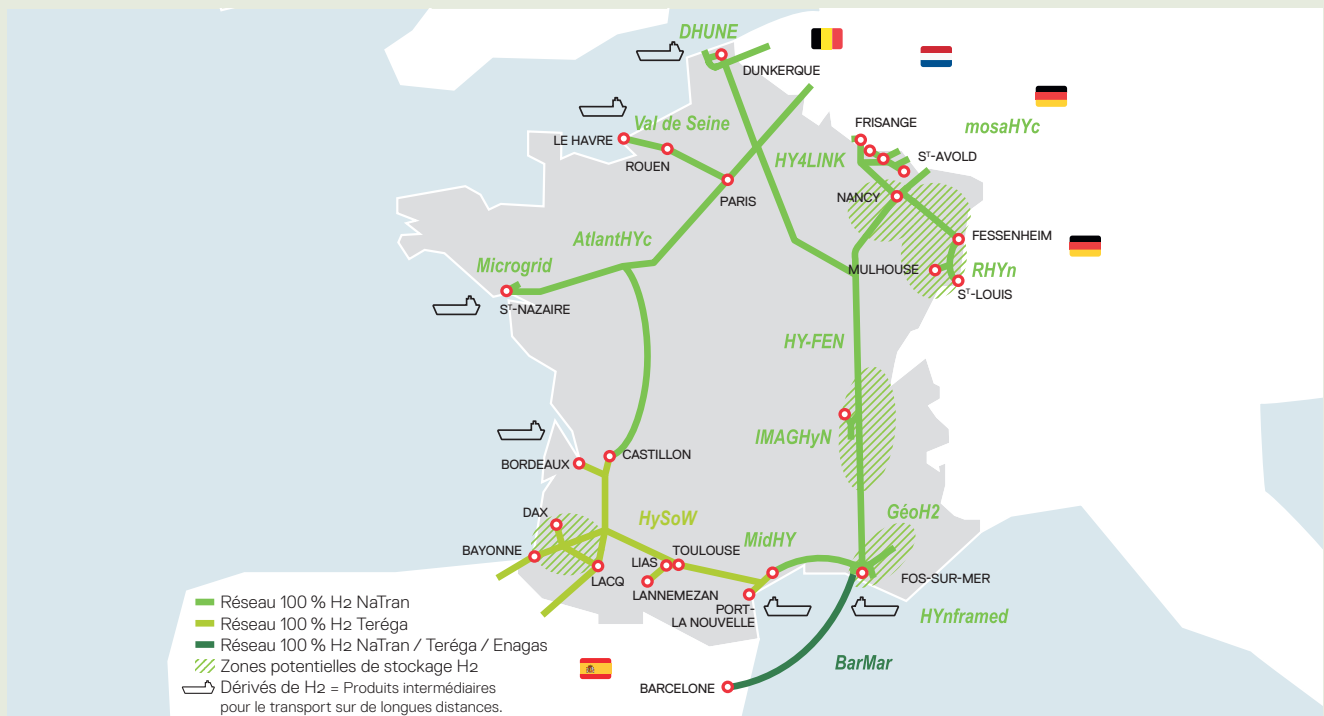 DHUNE
DUNKERQUE
Val de Seine
LE HAVRE
ROUEN
PARIS
FRISANGE
mosaHYc
HY4LINK
Sᵀ-AVOLD
NANCY
FESSENHEIM
MULHOUSE
RHYn
Sᵀ-LOUIS
AtlantHYc
Microgrid
Sᵀ-NAZAIRE
HY-FEN
IMAGHyN
CASTILLON
BORDEAUX
DAX
HySoW
GéoH2
MidHY
BAYONNE
TOULOUSE
LIAS
LACQ
LANNEMEZAN
FOS-SUR-MER
PORT-
LA NOUVELLE
HYnframed
BarMar
BARCELONE
Réseau 100 % H2 NaTran
Réseau 100 % H2 Teréga
Réseau 100 % H2 NaTran / Teréga / Enagas
Zones potentielles de stockage H2
Dérivés de H2 = Produits intermédiaires
pour le transport sur de longues distances.